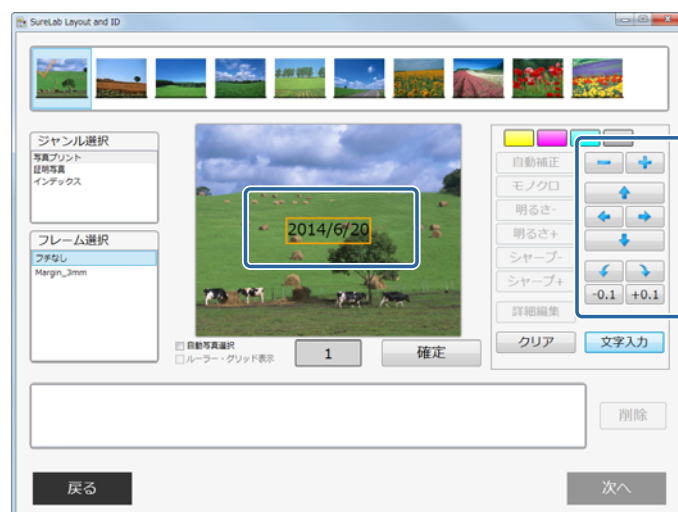 SureLab Layout and ID
ジャンル選択
写真プリント
証明写真
インデックス
フレーム選択
フチなし
Margin_3mm
2014/6/20
自動写真選択
ルーラー・グリッド表示
1
確定
自動補正
モノクロ
明るさ-
明るさ+
シャープ-
シャープ+
詳細編集
-0.1
+0.1
クリア
文字入力
削除
戻る
次へ